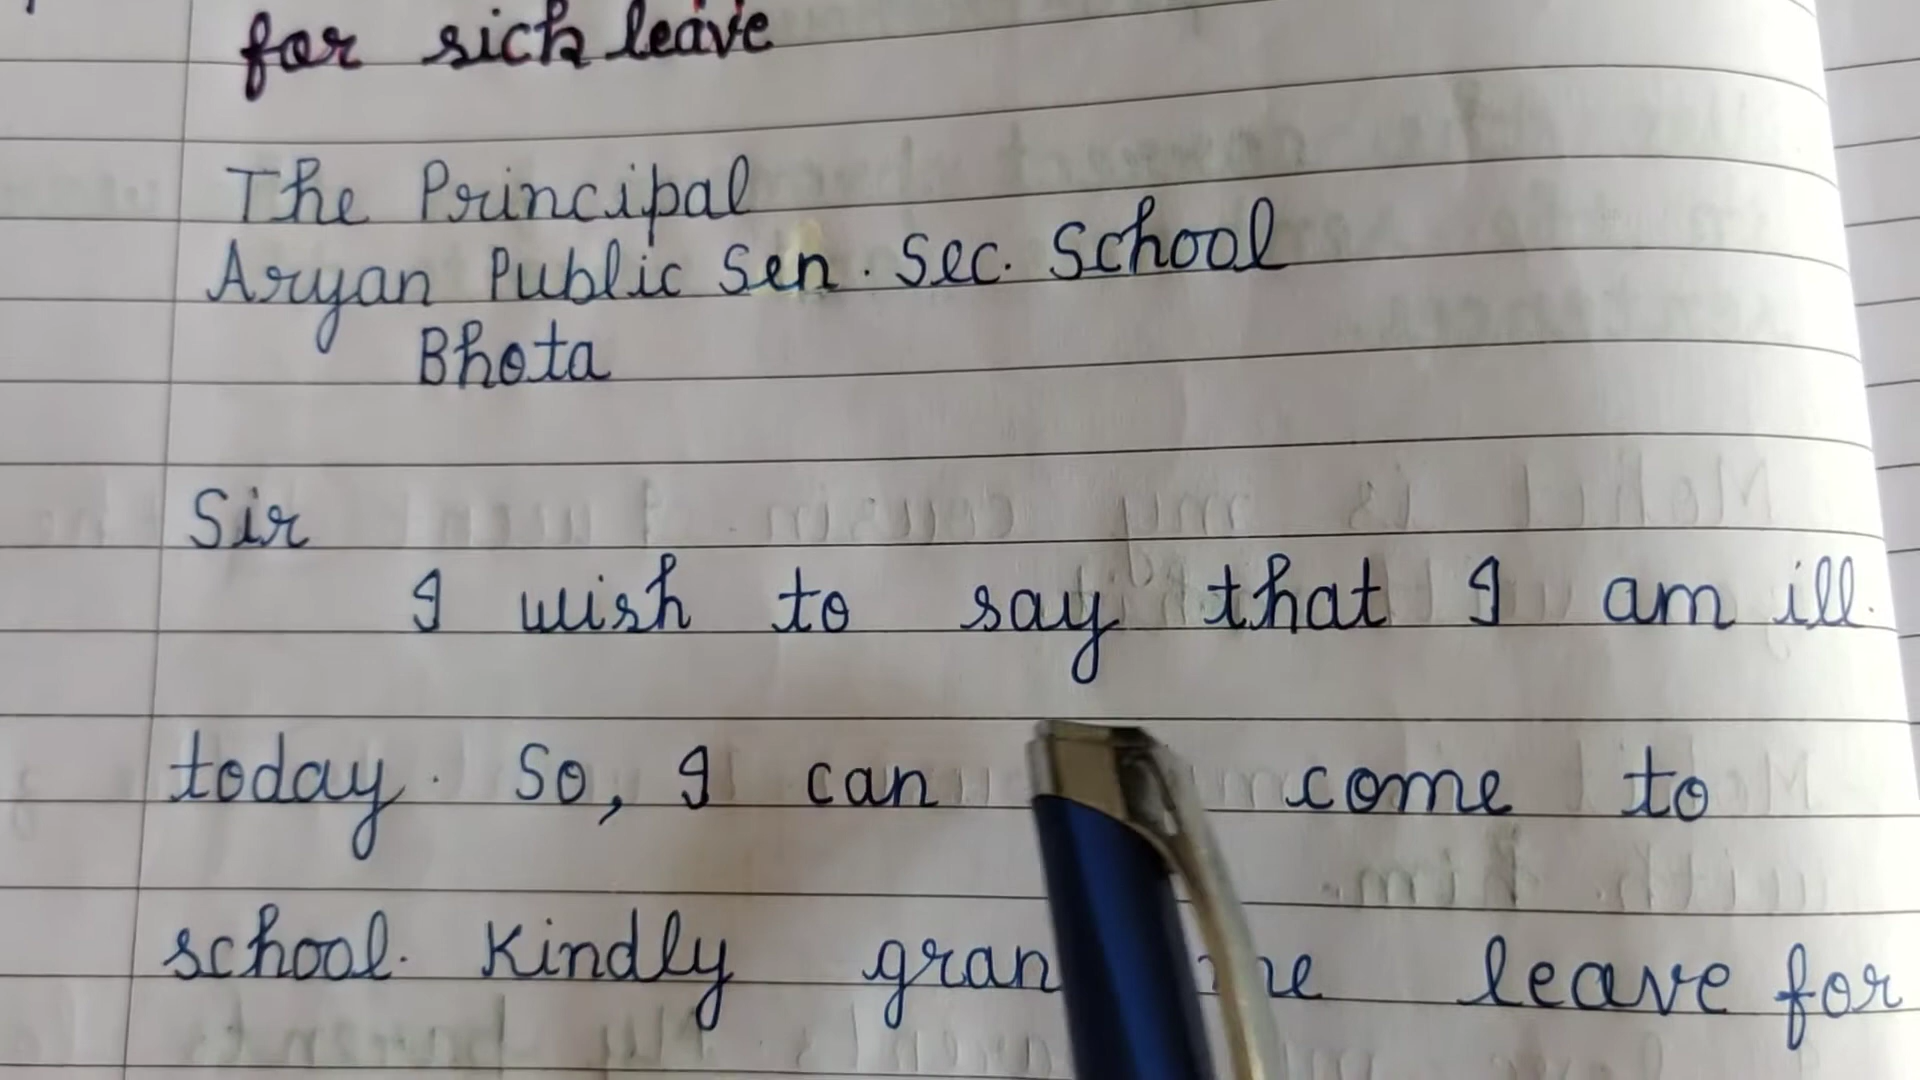 for sick leave
The Principal
Aryan Public Sen. Sec. School
Bhota
Sir
I wish to say that I am ill
today. So, I can come to
school. Kindly me leave for